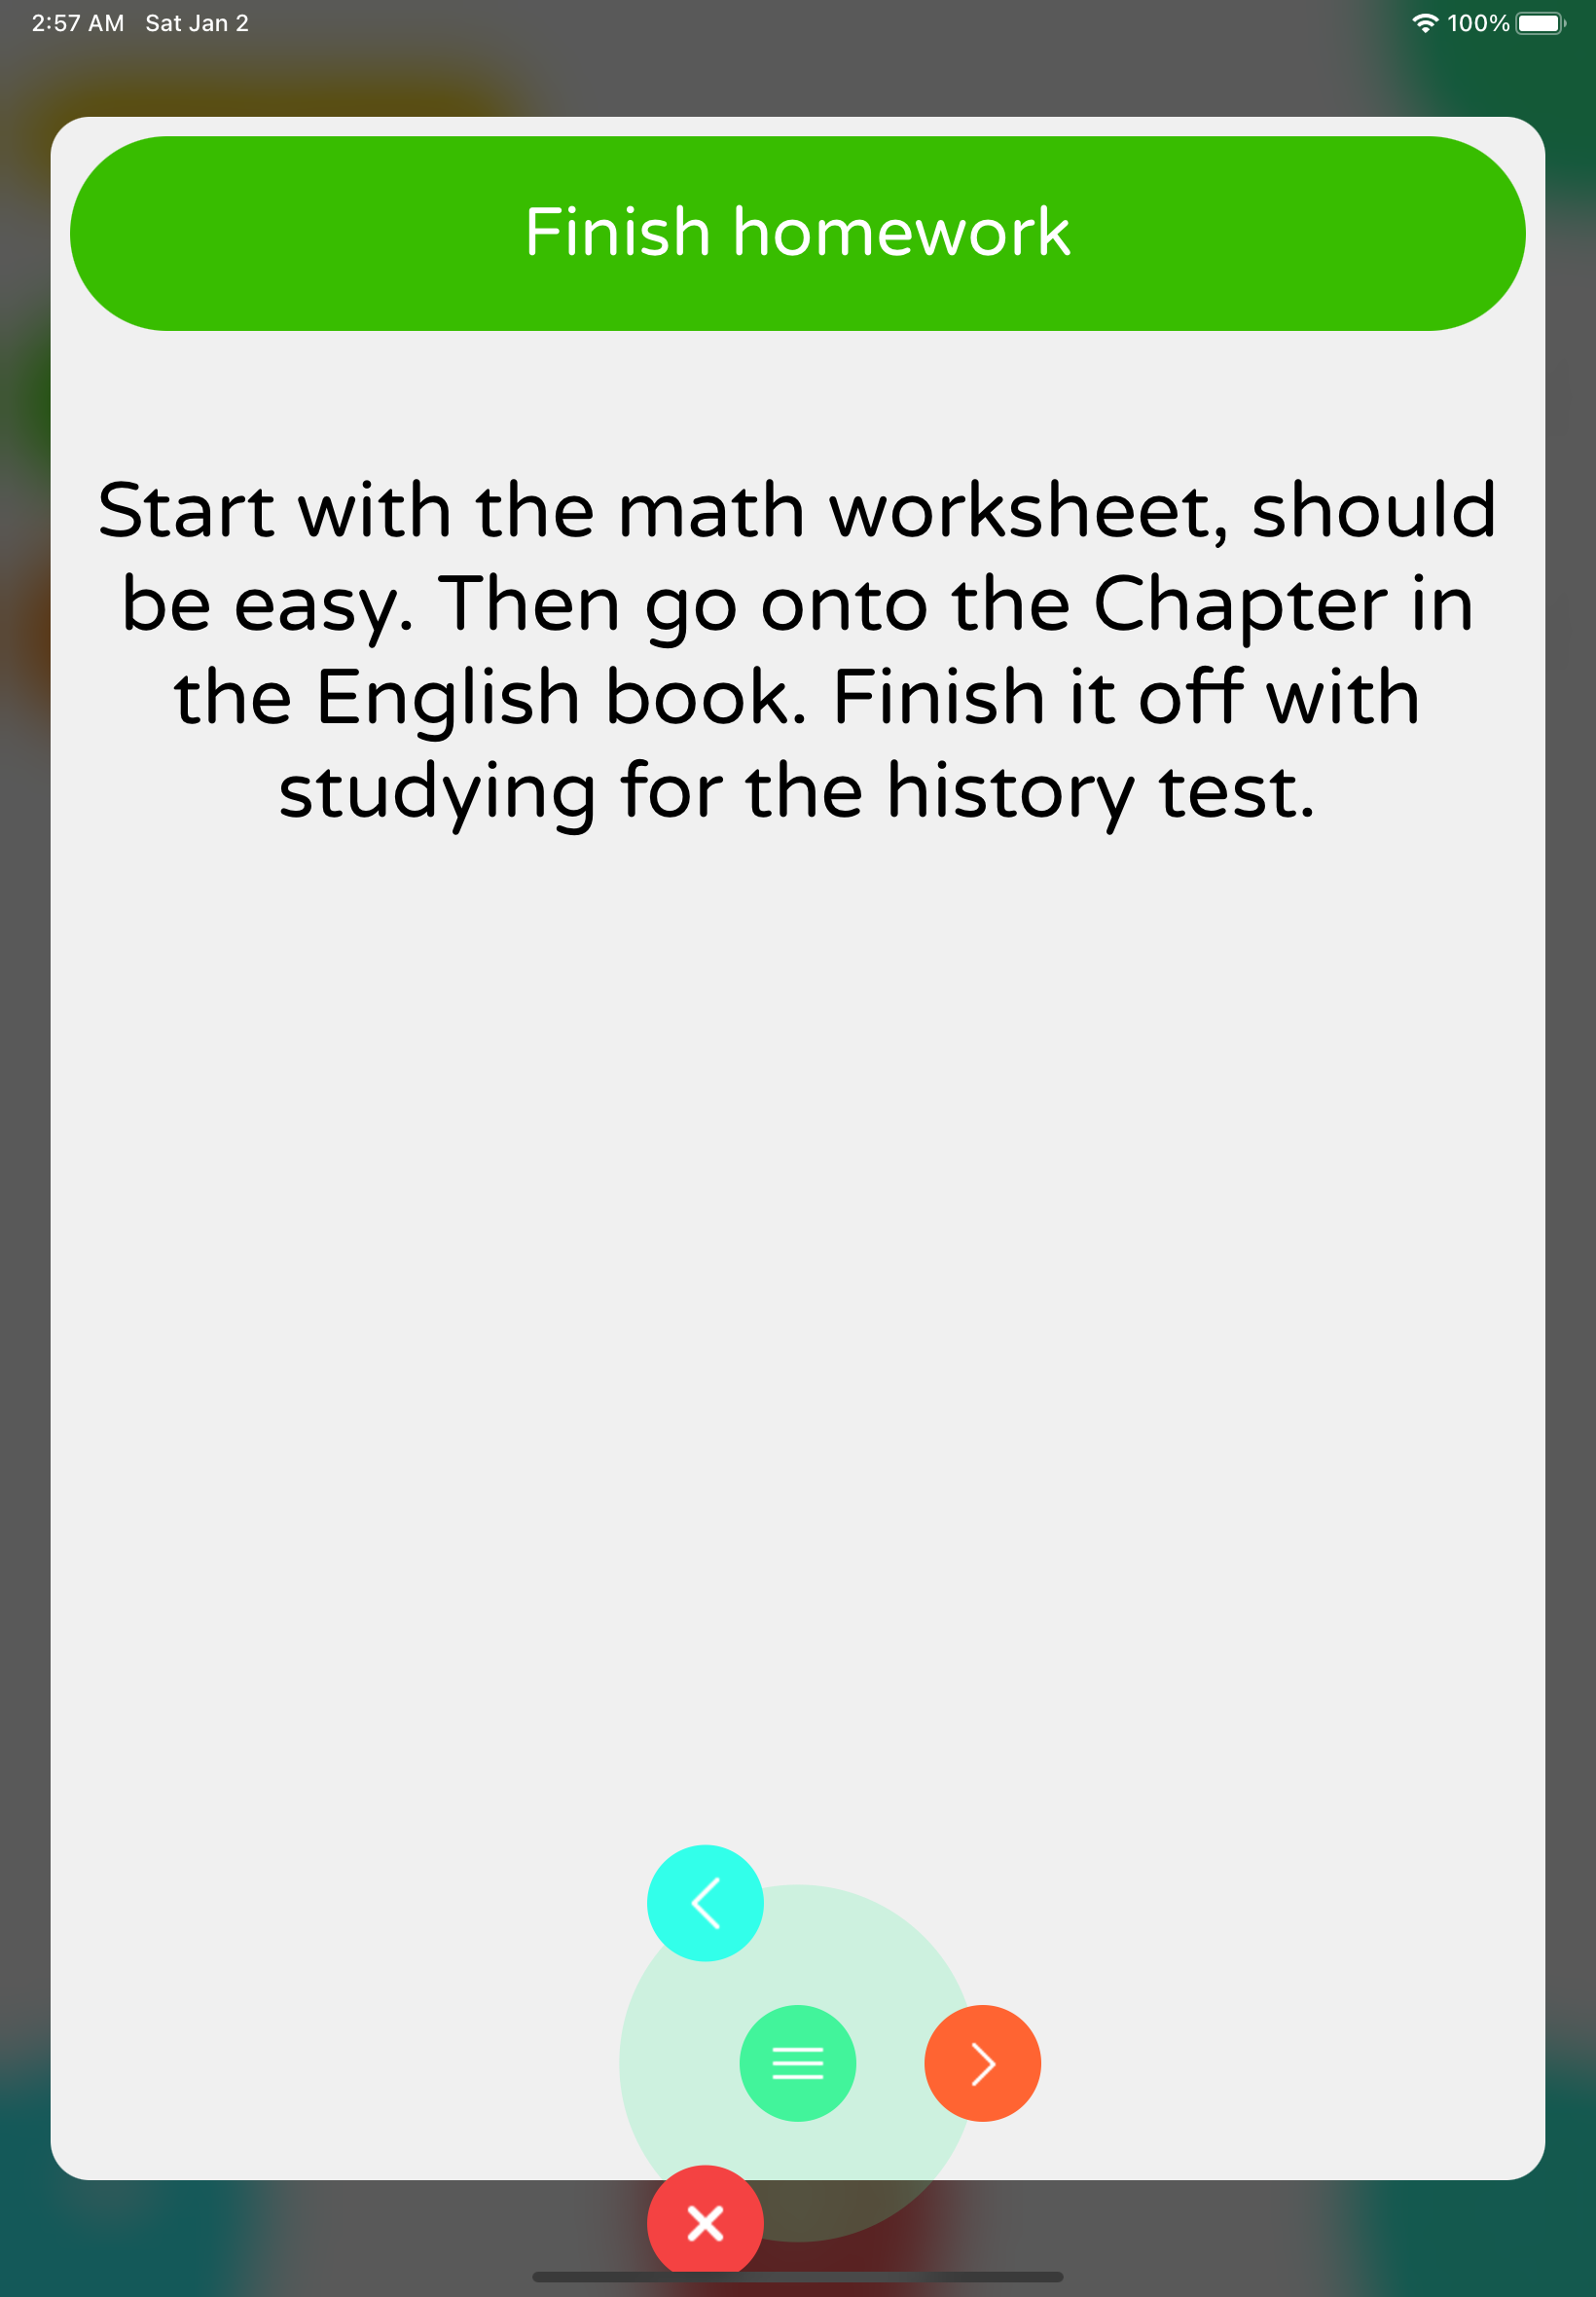 2:57 AM Sat Jan 2
100%
Finish homework
Start with the math worksheet, should
be easy. Then go onto the Chapter in
the English book. Finish it off with
studying for the history test.